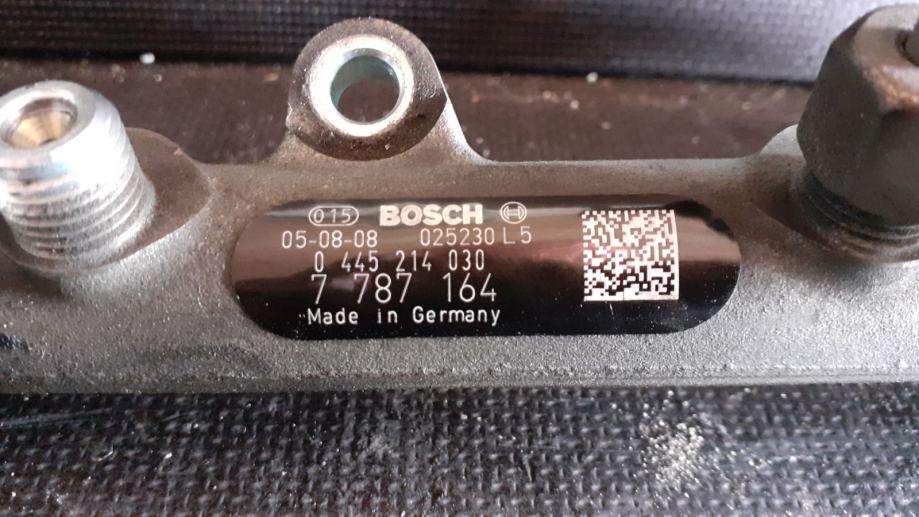 015 BOSCH
05-08-08 025230 L5
0 445 214 030
7 787 164
Made in Germany